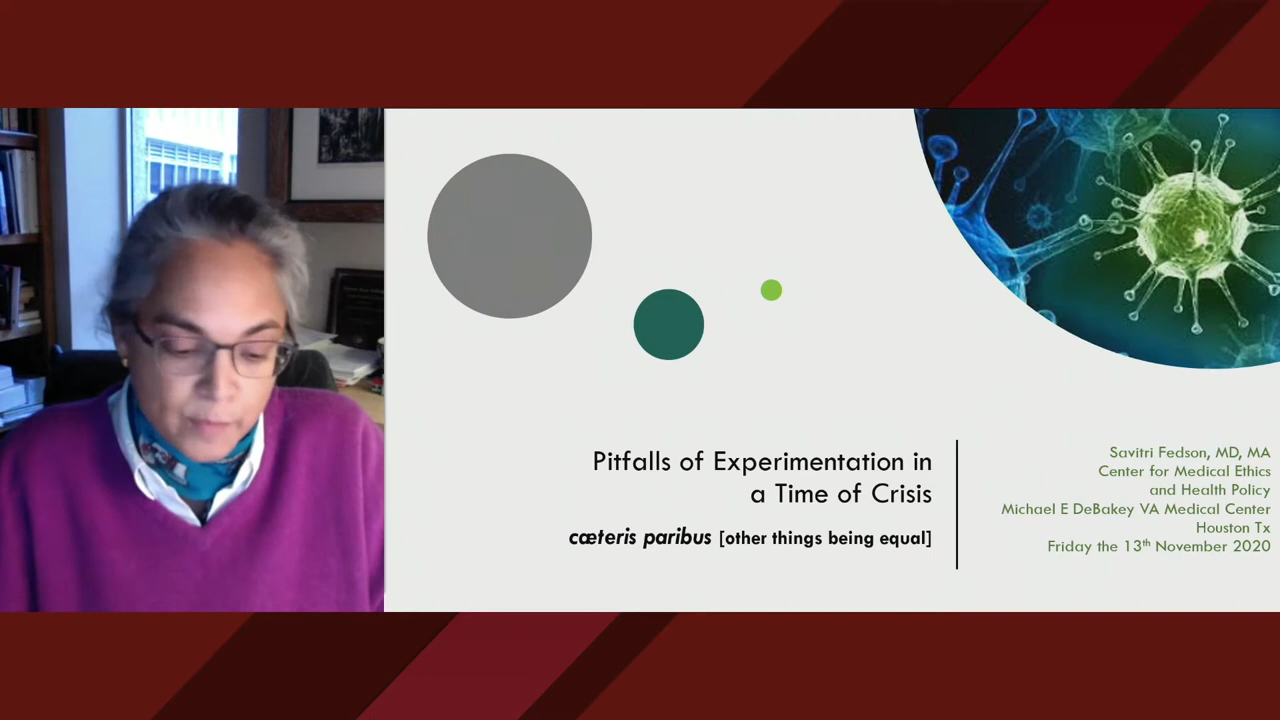 Pitfalls of Experimentation in
a Time of Crisis
cæteris paribus [other things being equal]
Savitri Fedson, MD, MA
Center for Medical Ethics
and Health Policy
Michael E DeBakey VA Medical Center
Houston Tx
Friday the 13th November 2020